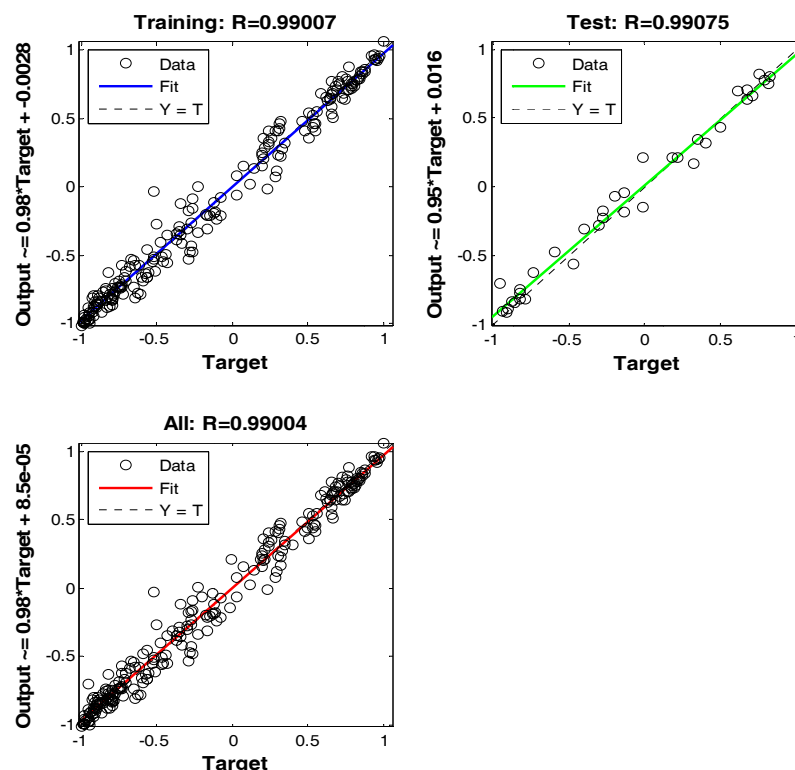 Training: R=0.99007
Output ~= 0.98*Target + -0.0028
1
0.5
0
-0.5
-1
Data
Fit
Y = T
-1
-0.5
0
0.5
1
Target
Test: R=0.99075
Output ~= 0.95*Target + 0.016
1
0.5
0
-0.5
-1
Data
Fit
Y = T
-1
-0.5
0
0.5
1
Target
All: R=0.99004
Output ~= 0.98*Target + 8.5e-05
1
0.5
0
-0.5
-1
Data
Fit
Y = T
-1
-0.5
0
0.5
1
Target